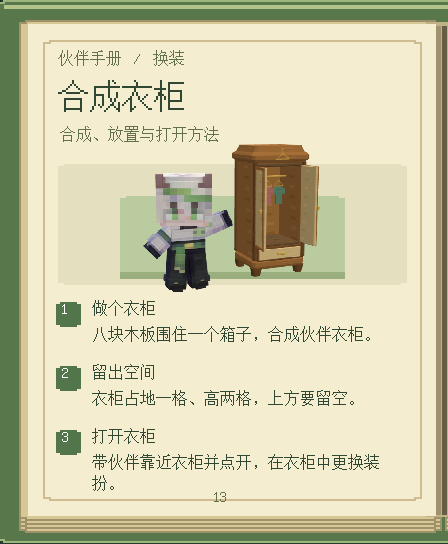 伙伴手册 / 换装
合成衣柜
合成、放置与打开方法
1 做个衣柜
八块木板围住一个箱子，合成伙伴衣柜。
2 留出空间
衣柜占地一格、高两格，上方要留空。
3 打开衣柜
带伙伴靠近衣柜并点开，在衣柜中更换装
扮。
13